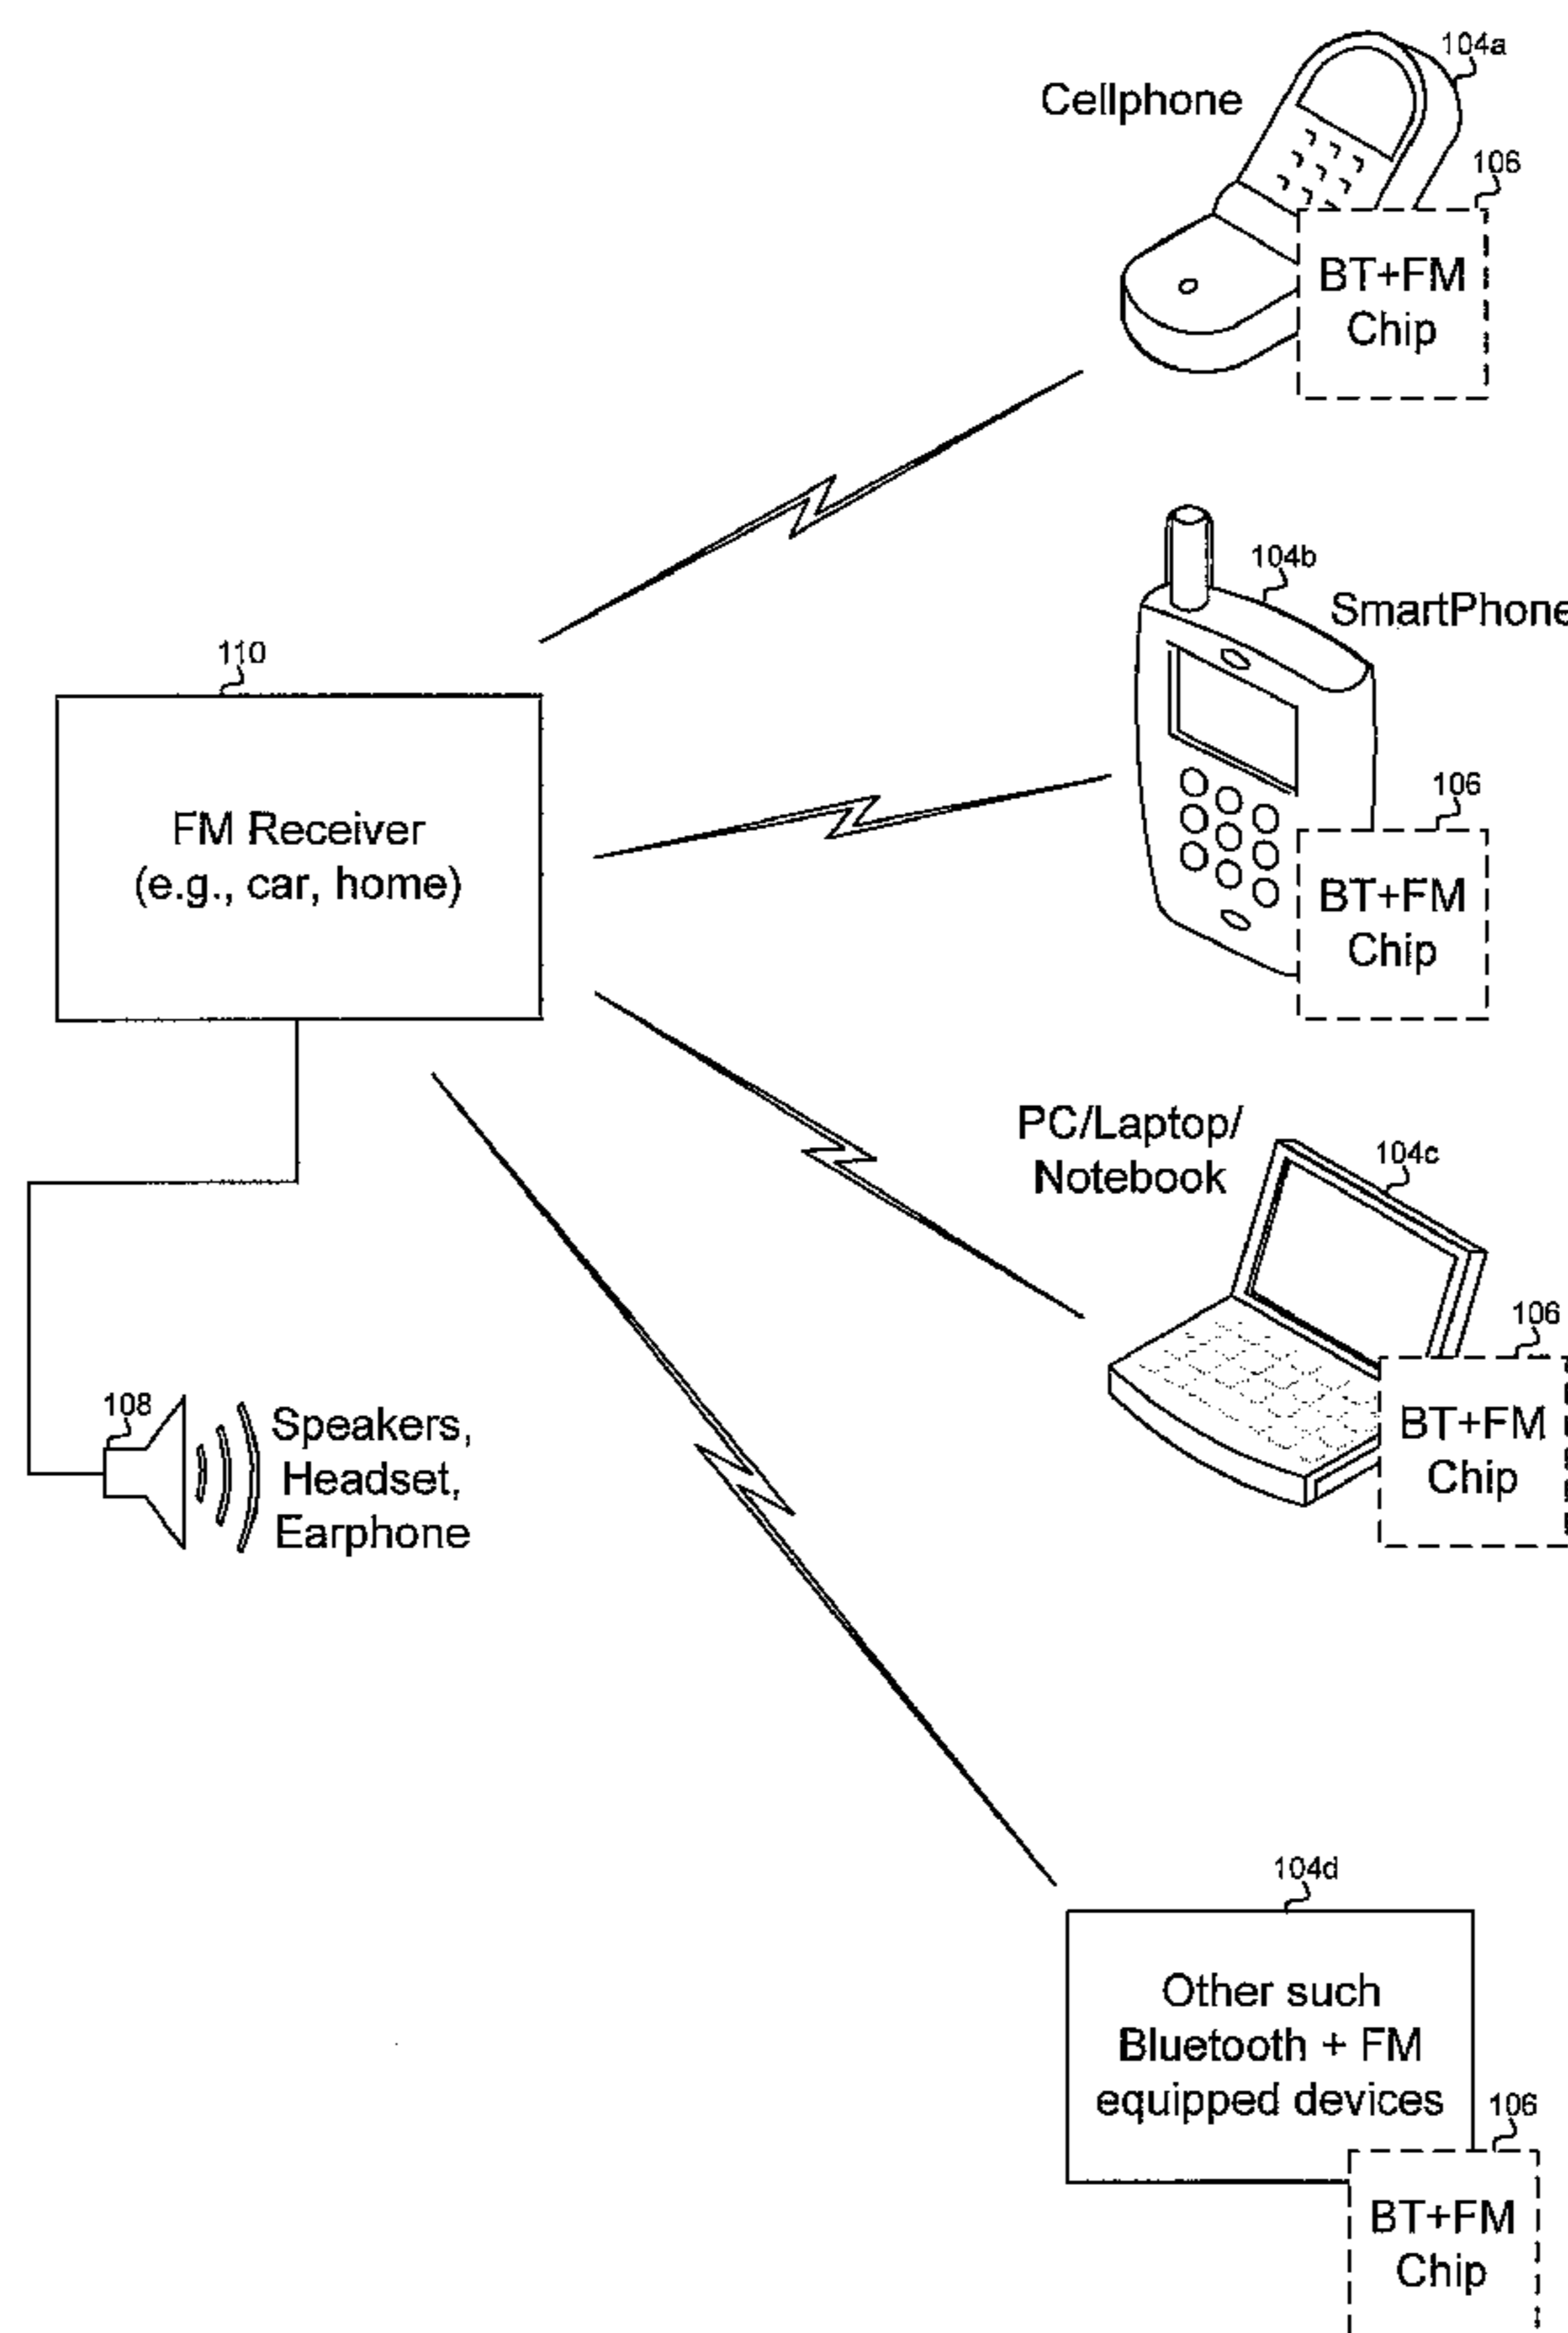 104a
Cellphone
106
BT+FM
Chip
104b
SmartPhone
110
FM Receiver
(e.g., car, home)
106
BT+FM
Chip
PC/Laptop/
Notebook
104c
106
BT+FM
Chip
108
Speakers,
Headset,
Earphone
104d
Other such
Bluetooth + FM
equipped devices
106
BT+FM
Chip